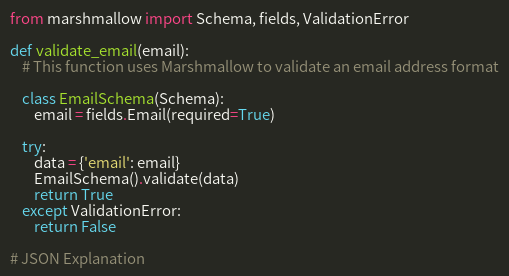 from marshmallow import Schema, fields, ValidationError
def validate_email(email):
# This function uses Marshmallow to validate an email address format
class EmailSchema(Schema):
email = fields.Email(required=True)
try:
data = {'email': email}
EmailSchema().validate(data)
return True
except ValidationError:
return False
# JSON Explanation